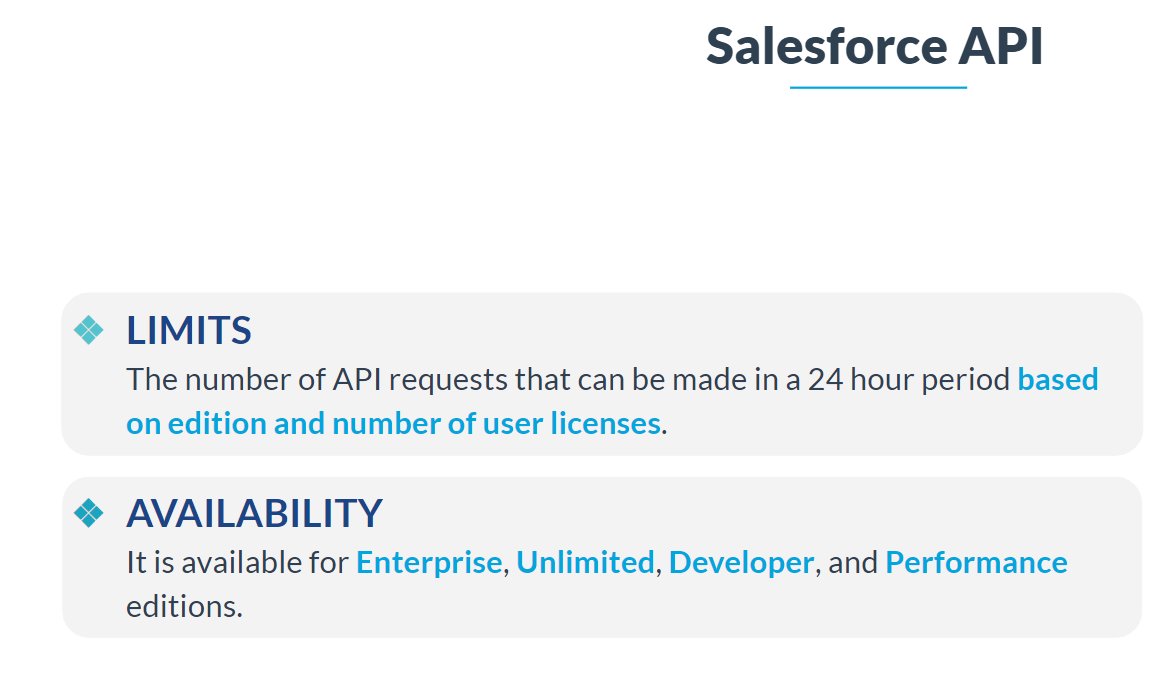 Salesforce API
LIMITS
The number of API requests that can be made in a 24 hour period based
on edition and number of user licenses.
AVAILABILITY
It is available for Enterprise, Unlimited, Developer, and Performance
editions.